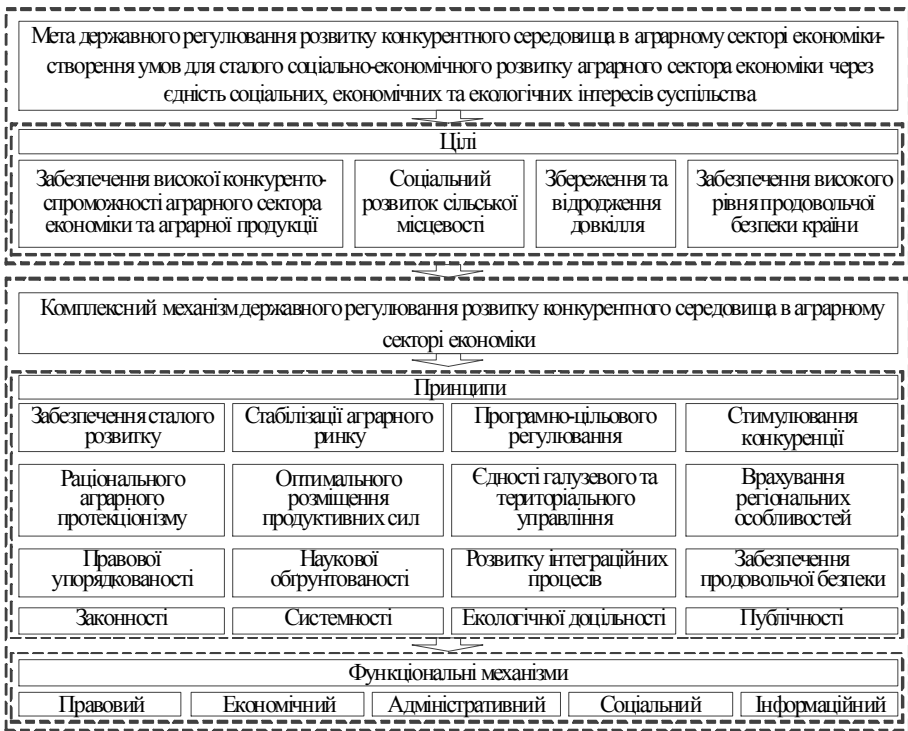 Мета державного регулювання розвитку конкурентного середовища в аграрному секторі економіки-
створення умов для сталого соціально-економічного розвитку аграрного сектора економіки через
єдність соціальних, економічних та екологічних інтересів суспільства
Цілі
Забезпечення високої конкуренто-
спроможності аграрного сектора
економіки та аграрної продукції
Соціальний
розвиток сільської
місцевості
Збереження та
відродження
довкілля
Забезпечення високого
рівня продовольчої
безпеки країни
Комплексний механізм державного регулювання розвитку конкурентного середовища в аграрному
секторі економіки
Принципи
Забезпечення сталого
розвитку
Стабілізації аграрного
ринку
Програмно-цільового
регулювання
Стимулювання
конкуренції
Раціонального
аграрного
протекціонізму
Оптимального
розміщення
продуктивних сил
Єдності галузевого та
територіального
управління
Врахування
регіональних
особливостей
Правової
упорядкованості
Наукової
обґрунтованості
Розвитку інтеграційних
процесів
Забезпечення
продовольчої безпеки
Законності
Системності
Екологічної доцільності
Публічності
Функціональні механізми
Правовий
Економічний
Адміністративний
Соціальний
Інформаційний